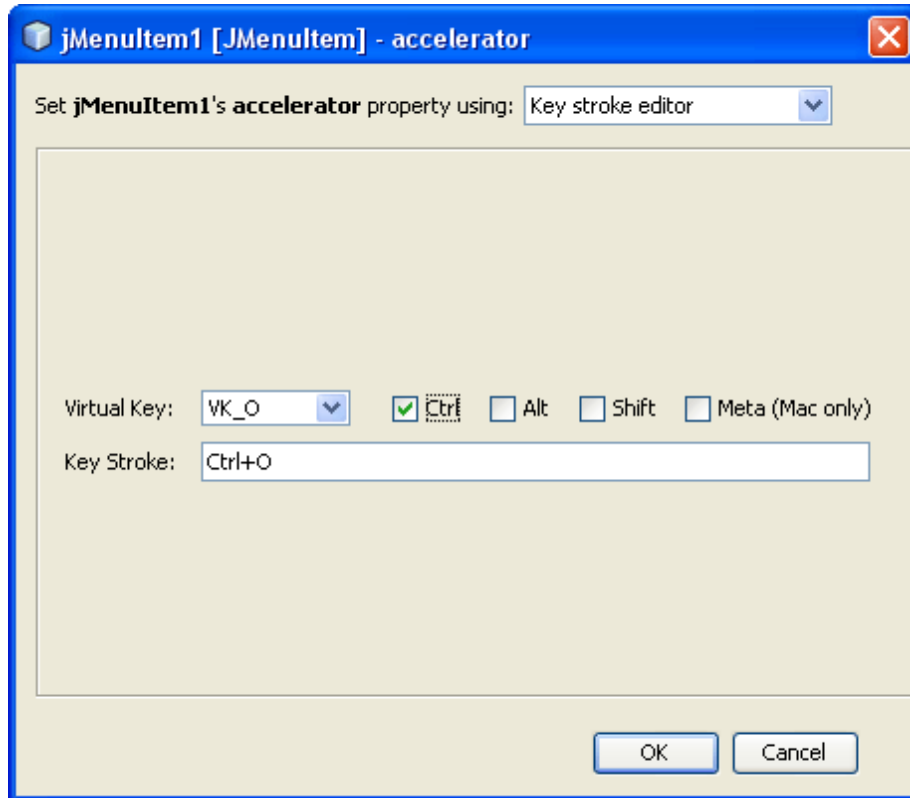 jMenuItem1 [JMenuItem] - accelerator
Set jMenuItem1's accelerator property using: Key stroke editor
Virtual Key: VK_O Ctrl Alt Shift Meta (Mac only)
Key Stroke: Ctrl+O
OK Cancel